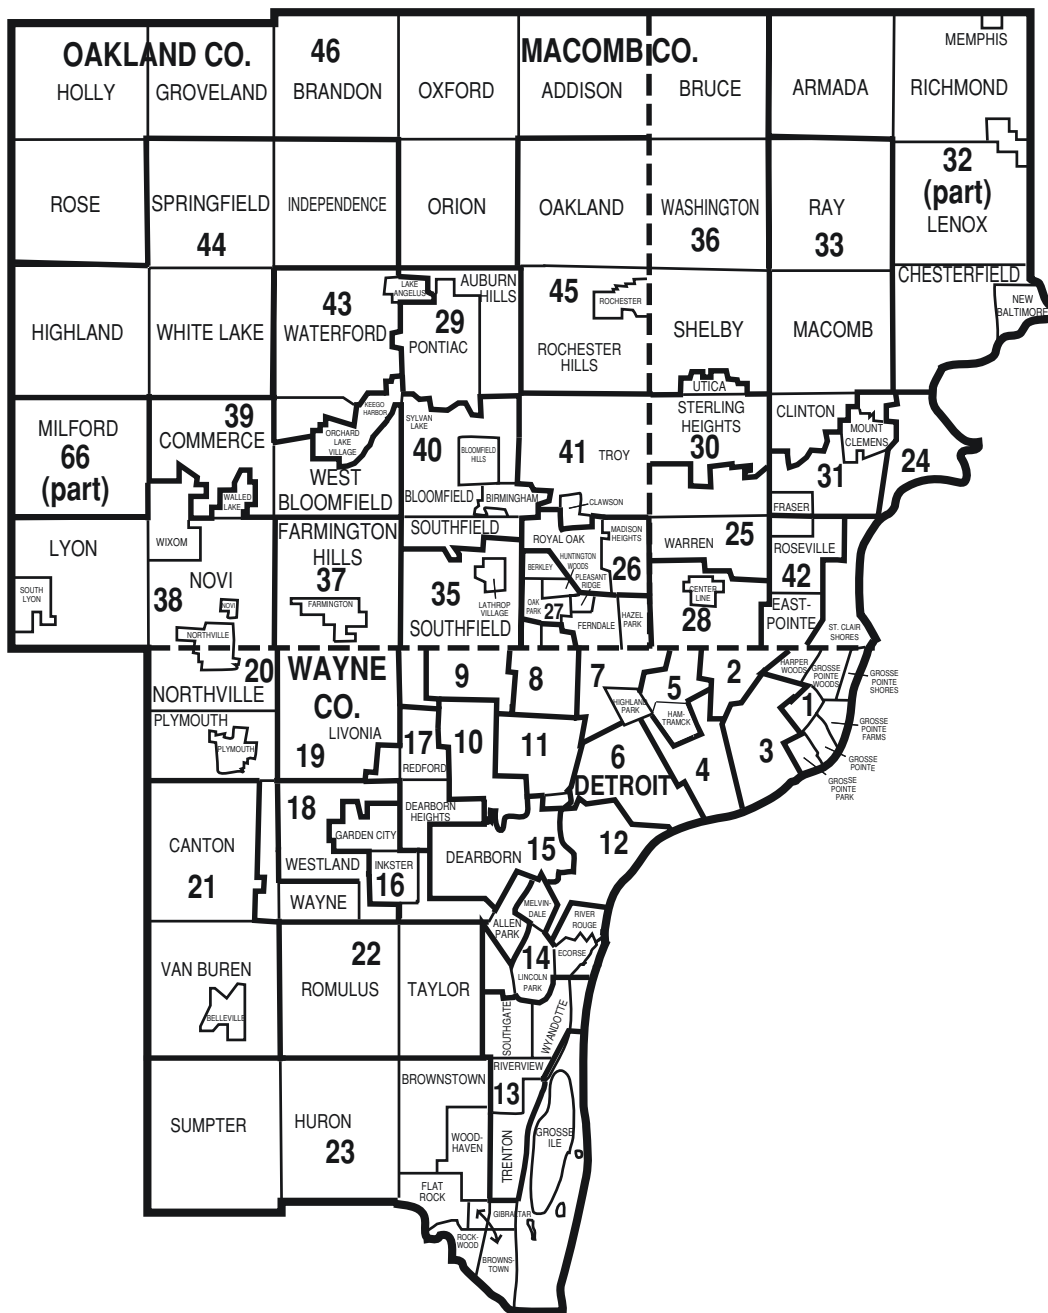 MEMPHIS
OAKLAND CO.
46
MACOMB CO.
HOLLY
GROVELAND
BRANDON
OXFORD
ADDISON
BRUCE
ARMADA
RICHMOND
32
(part)
LENOX
ROSE
SPRINGFIELD
44
INDEPENDENCE
ORION
OAKLAND
WASHINGTON
36
RAY
33
CHESTERFIELD
NEW
BALTIMORE
HIGHLAND
WHITE LAKE
43
WATERFORD
LAKE
ANGELUS
AUBURN
HILLS
29
PONTIAC
45
ROCHESTER
ROCHESTER
HILLS
SHELBY
MACOMB
UTICA
MILFORD
66
(part)
39
COMMERCE
WALLED
LAKE
KEEGO
HARBOR
ORCHARD
LAKE
VILLAGE
WEST
BLOOMFIELD
SYLVAN
LAKE
40
BLOOMFIELD
HILLS
BLOOMFIELD
BIRMINGHAM
41
TROY
CLAWSON
STERLING
HEIGHTS
30
CLINTON
MOUNT
CLEMENS
31
24
FRASER
LYON
SOUTH
LYON
WIXOM
NOVI
38
NOVI
NORTHVILLE
FARMINGTON
HILLS
37
FARMINGTON
SOUTHFIELD
35
LATHRUP
VILLAGE
SOUTHFIELD
ROYAL OAK
MADISON
HEIGHTS
BERKLEY
HUNTINGTON
WOODS
PLEASANT
RIDGE
26
OAK
PARK
27
FERNDALE
HAZEL
PARK
WARREN
25
CENTER
LINE
28
ROSEVILLE
42
EAST-
POINTE
ST. CLAIR
SHORES
20
NORTHVILLE
PLYMOUTH
PLYMOUTH
WAYNE
CO.
LIVONIA
19
9
8
7
HIGHLAND
PARK
5
HAM-
TRAMCK
2
HARPER
WOODS
GROSSE
POINTE
WOODS
GROSSE
POINTE
SHORES
1
GROSSE
POINTE
FARMS
GROSSE
POINTE
GROSSE
POINTE
PARK
3
17
REDFORD
10
11
6
DETROIT
4
12
CANTON
21
18
GARDEN CITY
WESTLAND
INKSTER
16
WAYNE
DEARBORN
HEIGHTS
DEARBORN
15
ALLEN
PARK
MELVIN-
DALE
RIVER
ROUGE
ECORSE
14
LINCOLN
PARK
VAN BUREN
BELLEVILLE
22
ROMULUS
TAYLOR
SOUTHGATE
WYANDOTTE
SUMPTER
HURON
23
BROWNSTOWN
RIVERVIEW
13
WOOD-
HAVEN
TRENTON
GROSSE
ILE
FLAT
ROCK
GIBRALTAR
ROCK-
WOOD
BROWNS-
TOWN